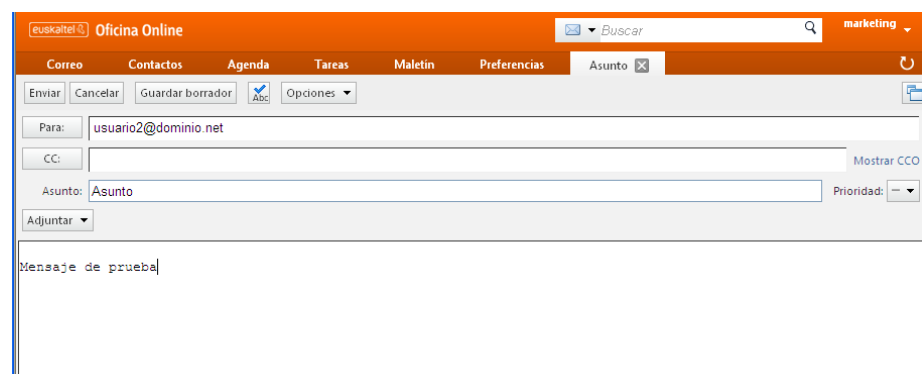 euskaltel Oficina Online Buscar marketing
Correo Contactos Agenda Tareas Maletín Preferencias Asunto
Enviar Cancelar Guardar borrador Abc Opciones
Para: usuario2@dominio.net
CC: Mostrar CCO
Asunto: Asunto Prioridad:
Adjuntar
Mensaje de prueba